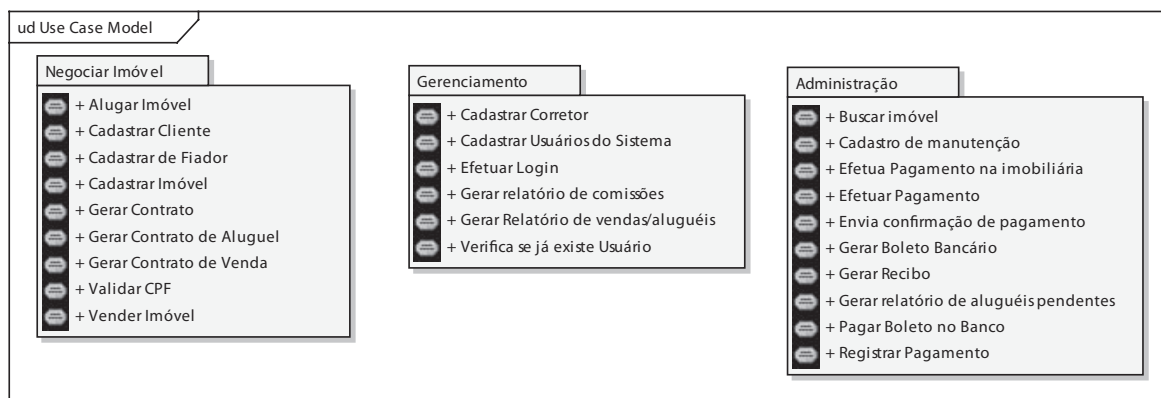 ud Use Case Model
Negociar Imóvel
+ Alugar Imóvel
+ Cadastrar Cliente
+ Cadastrar de Fiador
+ Cadastrar Imóvel
+ Gerar Contrato
+ Gerar Contrato de Aluguel
+ Gerar Contrato de Venda
+ Validar CPF
+ Vender Imóvel
Gerenciamento
+ Cadastrar Corretor
+ Cadastrar Usuários do Sistema
+ Efetuar Login
+ Gerar relatório de comissões
+ Gerar Relatório de vendas/aluguéis
+ Verifica se já existe Usuário
Administração
+ Buscar imóvel
+ Cadastro de manutenção
+ Efetua Pagamento na imobiliária
+ Efetuar Pagamento
+ Envia confirmação de pagamento
+ Gerar Boleto Bancário
+ Gerar Recibo
+ Gerar relatório de aluguéis pendentes
+ Pagar Boleto no Banco
+ Registrar Pagamento